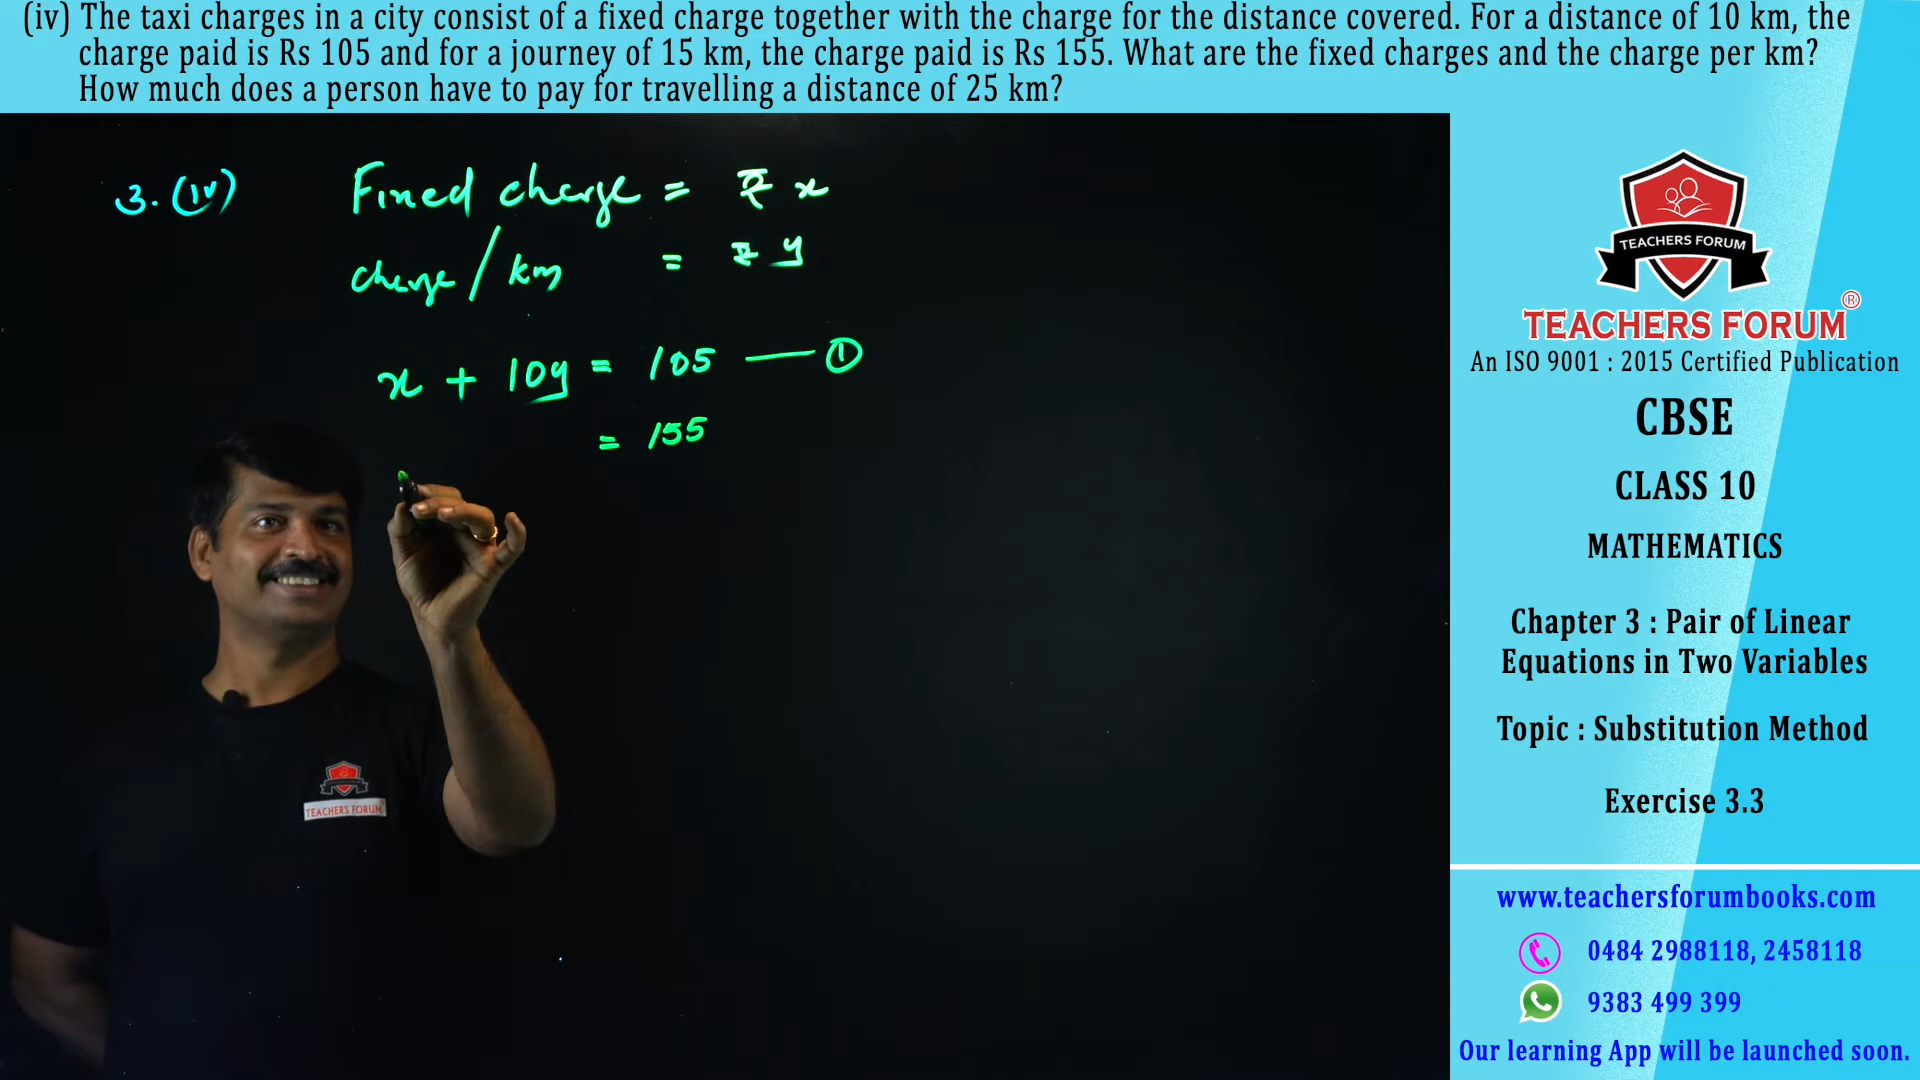 (iv) The taxi charges in a city consist of a fixed charge together with the charge for the distance covered. For a distance of 10 km, the
charge paid is Rs 105 and for a journey of 15 km, the charge paid is Rs 155. What are the fixed charges and the charge per km?
How much does a person have to pay for travelling a distance of 25 km?
3. (iv) Fixed charge = ₹ x
charge / km = ₹ y
x + 10y = 105 — ①
= 155
TEACHERS FORUM
TEACHERS FORUM
TEACHERS FORUM ®
An ISO 9001 : 2015 Certified Publication
CBSE
CLASS 10
MATHEMATICS
Chapter 3 : Pair of Linear
Equations in Two Variables
Topic : Substitution Method
Exercise 3.3
www.teachersforumbooks.com
0484 2988118, 2458118
9383 499 399
Our learning App will be launched soon.